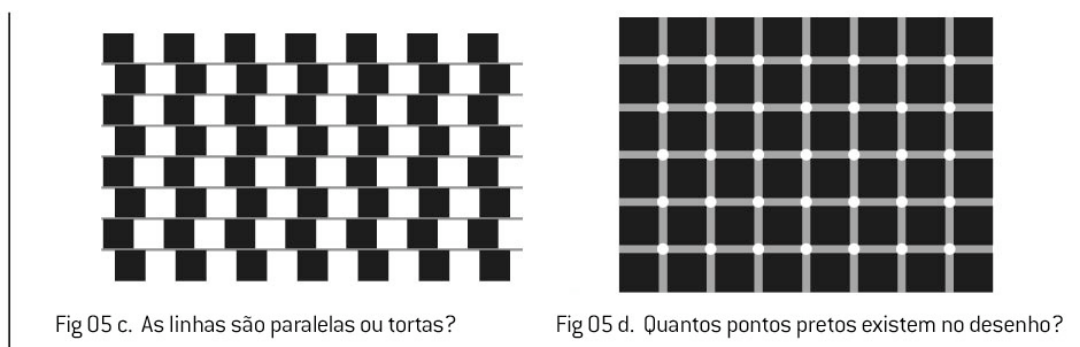 Fig 05 c. As linhas são paralelas ou tortas?
Fig 05 d. Quantos pontos pretos existem no desenho?